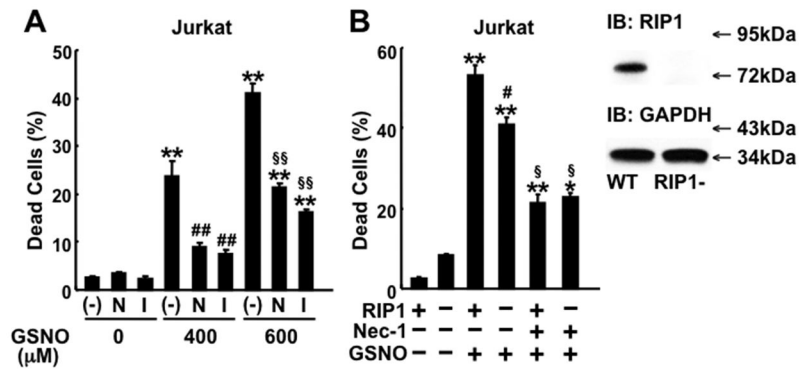 A
Jurkat
Dead Cells (%)
50
40
30
20
10
0
**
**
##
##
**
§§
**
§§
**
(-) N I (-) N I (-) N I
GSNO (μM) 0 400 600
B
Jurkat
Dead Cells (%)
60
40
20
0
**
#
**
§
**
§
*
RIP1 + − + − + −
Nec-1 − − − − + +
GSNO − − + + + +
IB: RIP1
← 95kDa
← 72kDa
IB: GAPDH
← 43kDa
← 34kDa
WT RIP1-